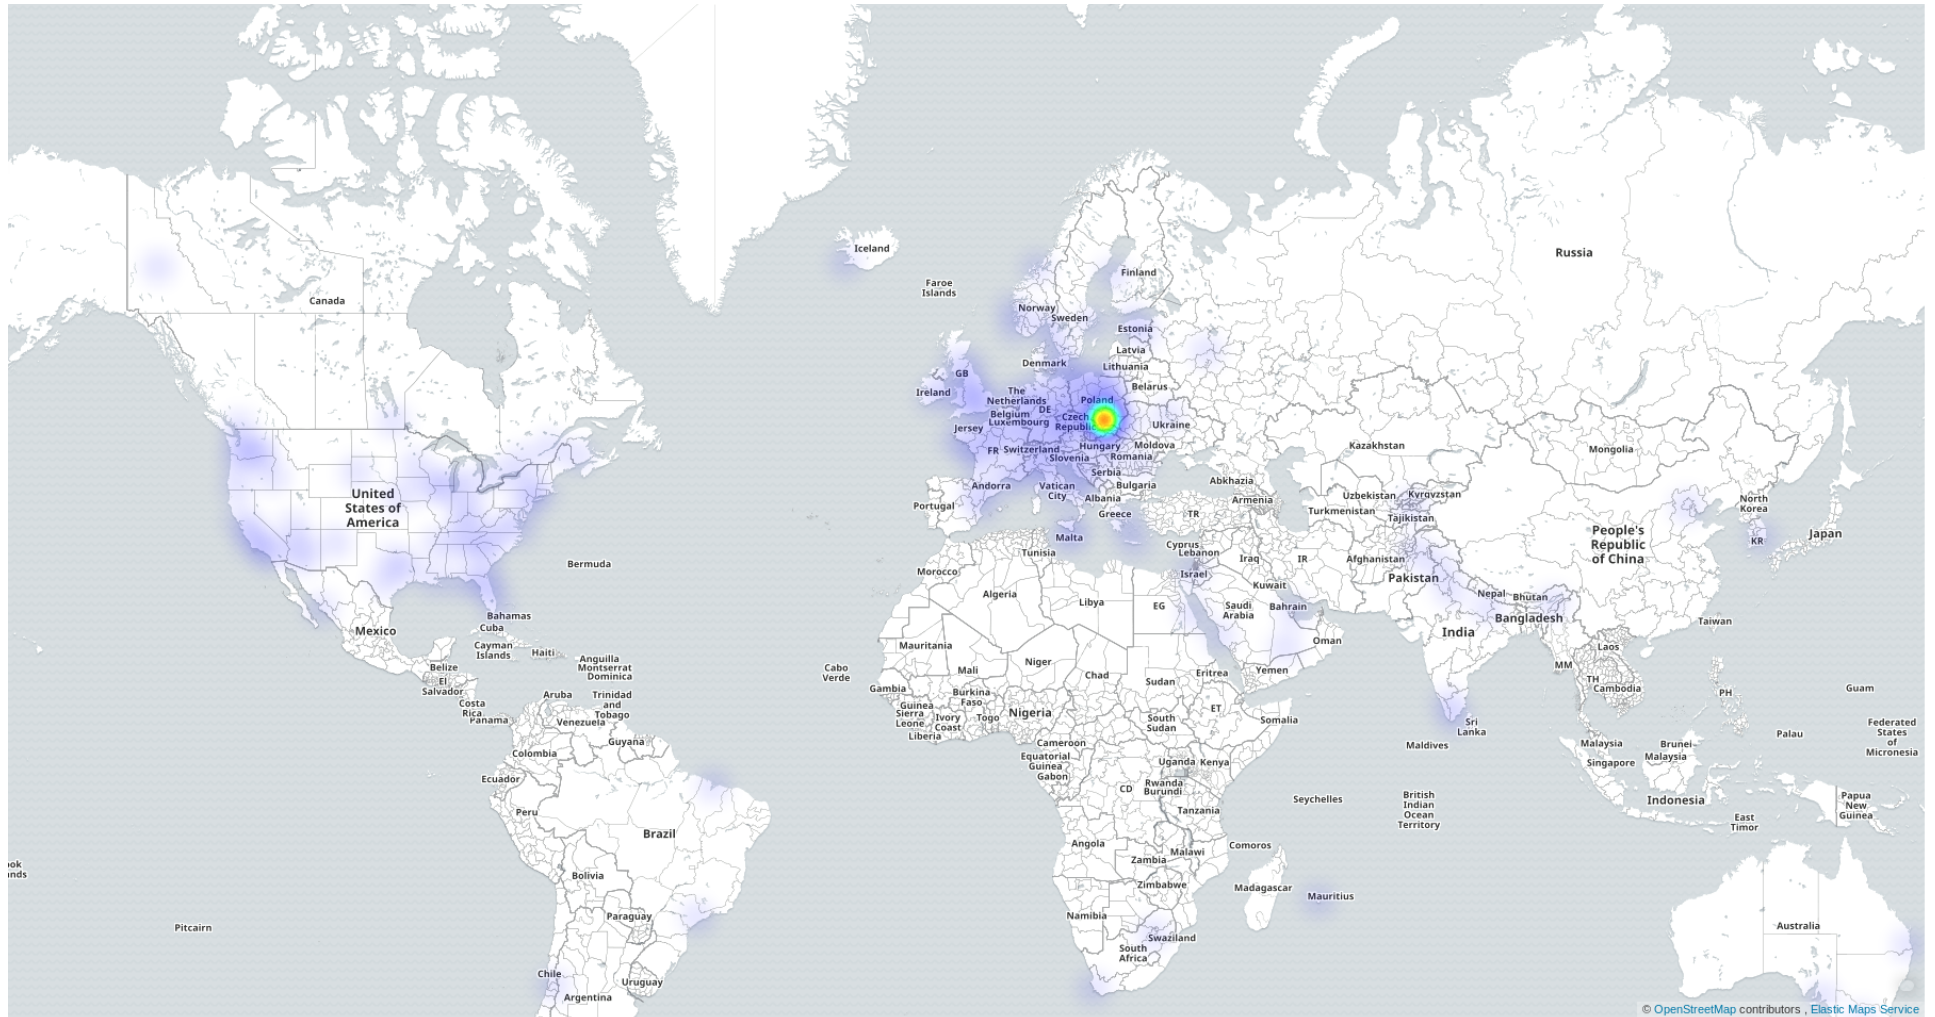 Iceland
Russia
Finland
Faroe
Islands
Canada
Norway
Sweden
Estonia
Latvia
Denmark
Lithuania
GB
Belarus
Ireland
The
Netherlands
Poland
DE
Belgium
Luxembourg
Czech
Republic
Jersey
Ukraine
FR
Switzerland
Hungary
Moldova
Slovenia
Romania
Kazakhstan
Mongolia
Serbia
Abkhazia
Andorra
Vatican
City
Bulgaria
Albania
Armenia
Uzbekistan
Kyrgyzstan
United
States of
America
Portugal
Greece
TR
Turkmenistan
Tajikistan
North
Korea
Malta
KR
Japan
People's
Republic
of China
Tunisia
Cyprus
Lebanon
Iraq
IR
Afghanistan
Bermuda
Morocco
Israel
Kuwait
Pakistan
Algeria
Libya
EG
Saudi
Arabia
Bahrain
Nepal
Bhutan
Bahamas
Bangladesh
Taiwan
Mexico
Cuba
India
Oman
Cayman
Islands
Haiti
Mauritania
Laos
Belize
Anguilla
Montserrat
Dominica
Cabo
Verde
Mali
Niger
Chad
Eritrea
Yemen
MM
El
Salvador
Aruba
Trinidad
and
Tobago
Gambia
Burkina
Faso
Sudan
TH
Cambodia
PH
Guam
Costa
Rica
Panama
Venezuela
Guinea
Sierra
Leone
Ivory
Coast
Togo
Nigeria
South
Sudan
ET
Somalia
Sri
Lanka
Liberia
Federated
States
of
Micronesia
Palau
Guyana
Colombia
Cameroon
Equatorial
Guinea
Gabon
Uganda
Kenya
Maldives
Malaysia
Singapore
Brunei
Malaysia
Ecuador
CD
Rwanda
Burundi
Seychelles
British
Indian
Ocean
Territory
Indonesia
Papua
New
Guinea
Peru
Tanzania
East
Timor
Brazil
Angola
Malawi
Comoros
Zambia
ook
ands
Bolivia
Zimbabwe
Madagascar
Mauritius
Paraguay
Namibia
Pitcairn
Australia
Swaziland
South
Africa
Chile
Uruguay
Argentina
© OpenStreetMap contributors , Elastic Maps Service